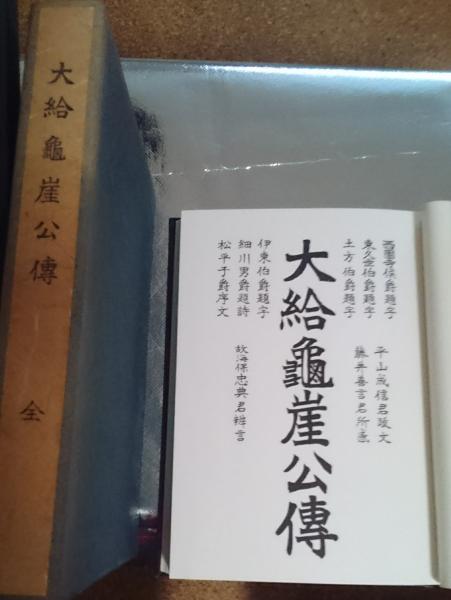 大給龜崖公傳
全
西園寺侯爵題字
東久世伯爵題字
土方伯爵題字
平山成信君跋文
藤井善言君所感
大給龜崖公傳
伊東伯爵題字
細川男爵題詩
松平子爵序文
故海保忠典君辨言